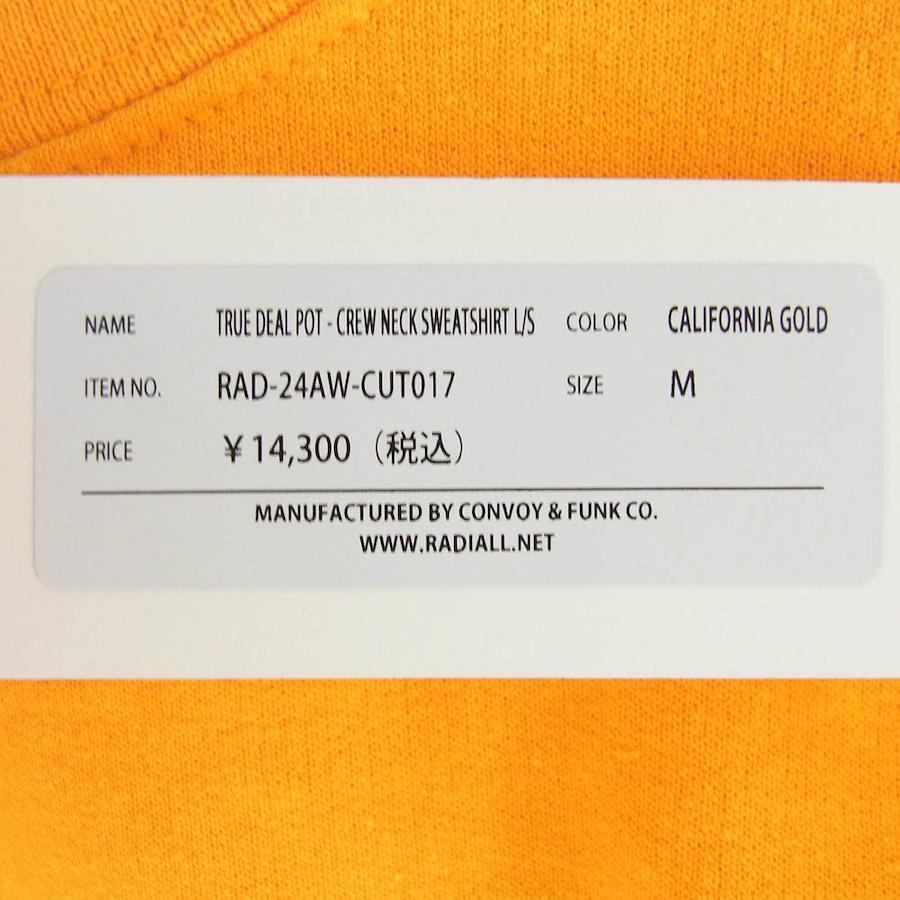 NAME TRUE DEAL POT - CREW NECK SWEATSHIRT L/S COLOR CALIFORNIA GOLD
ITEM NO. RAD-24AW-CUT017 SIZE M
PRICE ¥14,300（税込）
MANUFACTURED BY CONVOY & FUNK CO.
WWW.RADIALL.NET